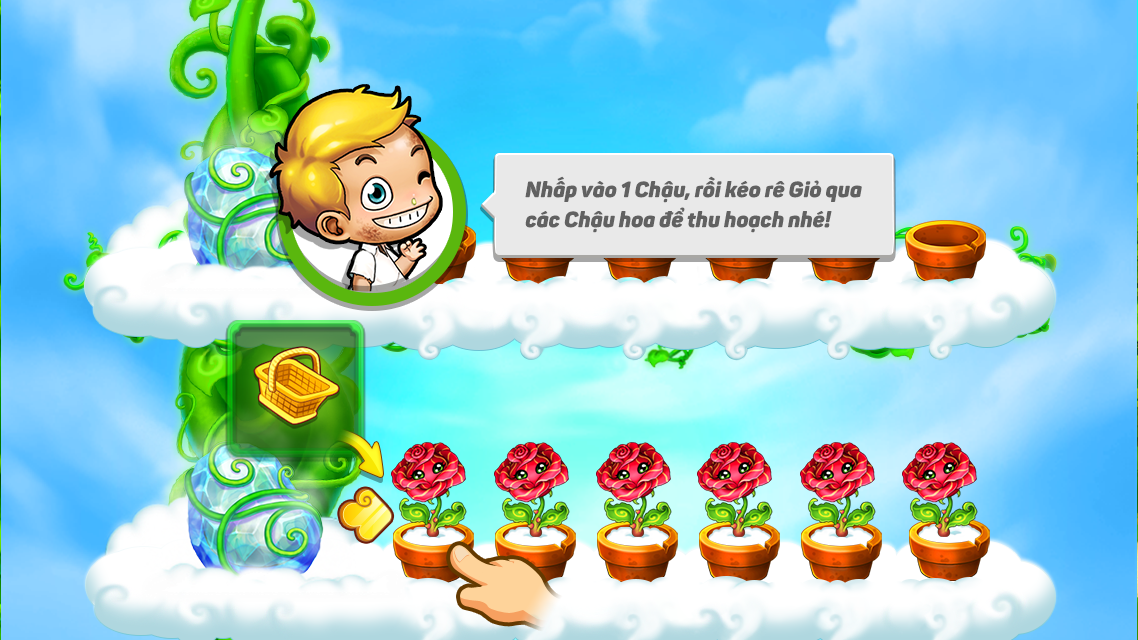 Nhấp vào 1 Chậu, rồi kéo rê Giỏ qua
các Chậu hoa để thu hoạch nhé!